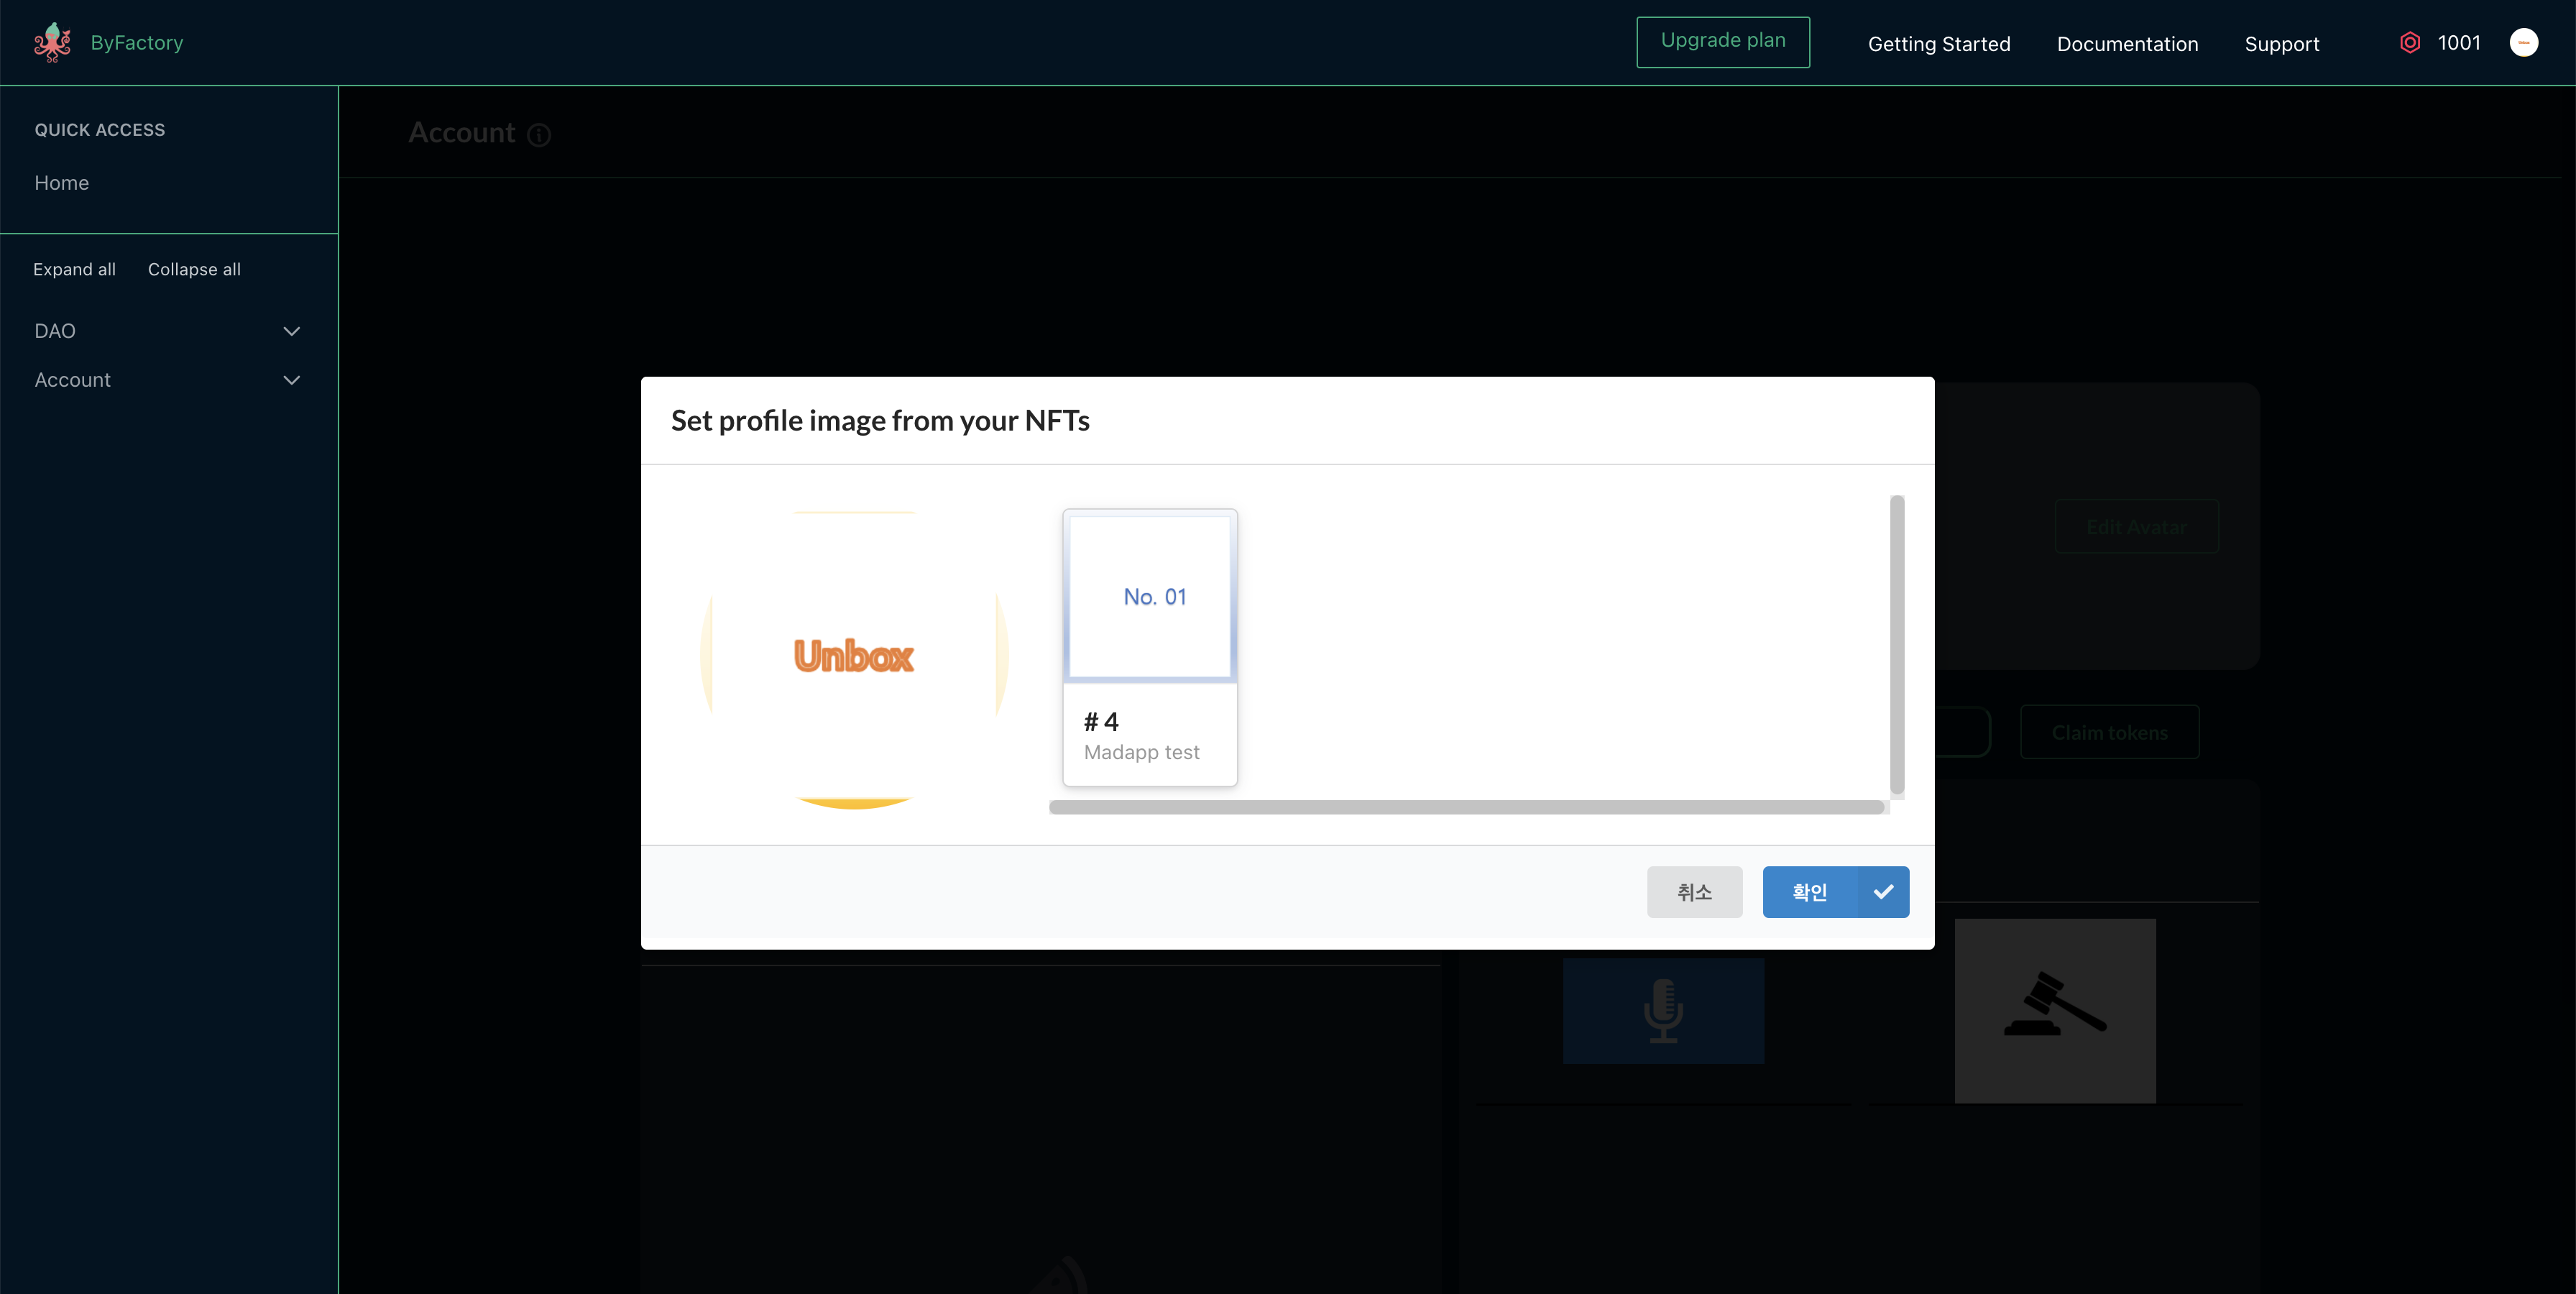 ByFactory
Upgrade plan
Getting Started
Documentation
Support
1001
QUICK ACCESS
Home
Expand all
Collapse all
DAO
Account
Account
Set profile image from your NFTs
Unbox
No. 01
# 4
Madapp test
Edit Avatar
Claim tokens
취소
확인